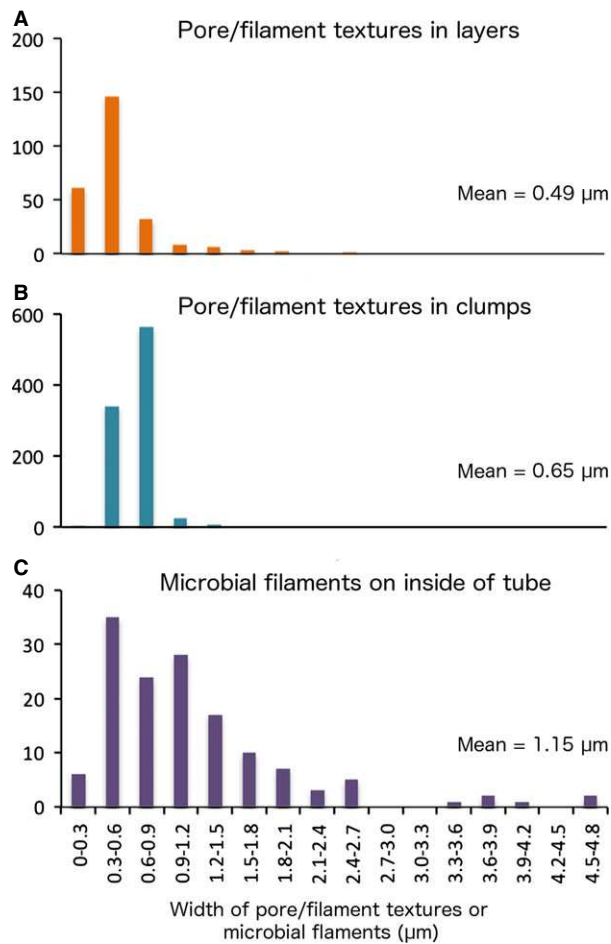 A
Pore/filament textures in layers
200
150
100
50
0
Mean = 0.49 µm
B
Pore/filament textures in clumps
600
400
200
0
Mean = 0.65 µm
C
Microbial filaments on inside of tube
40
30
20
10
0
Mean = 1.15 µm
0-0.3
0.3-0.6
0.6-0.9
0.9-1.2
1.2-1.5
1.5-1.8
1.8-2.1
2.1-2.4
2.4-2.7
2.7-3.0
3.0-3.3
3.3-3.6
3.6-3.9
3.9-4.2
4.2-4.5
4.5-4.8
Width of pore/filament textures or
microbial flaments (µm)